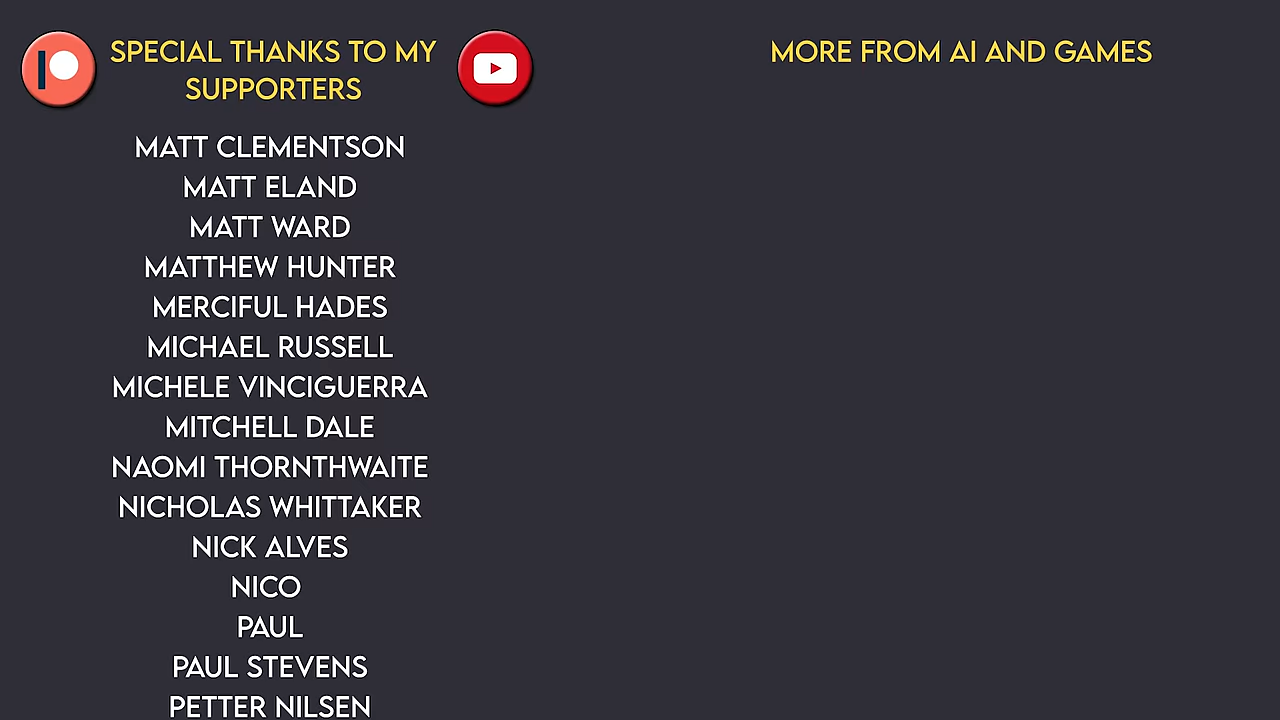 SPECIAL THANKS TO MY
SUPPORTERS
MATT CLEMENTSON
MATT ELAND
MATT WARD
MATTHEW HUNTER
MERCIFUL HADES
MICHAEL RUSSELL
MICHELE VINCIGUERRA
MITCHELL DALE
NAOMI THORNTHWAITE
NICHOLAS WHITTAKER
NICK ALVES
NICO
PAUL
PAUL STEVENS
PETTER NILSEN
MORE FROM AI AND GAMES